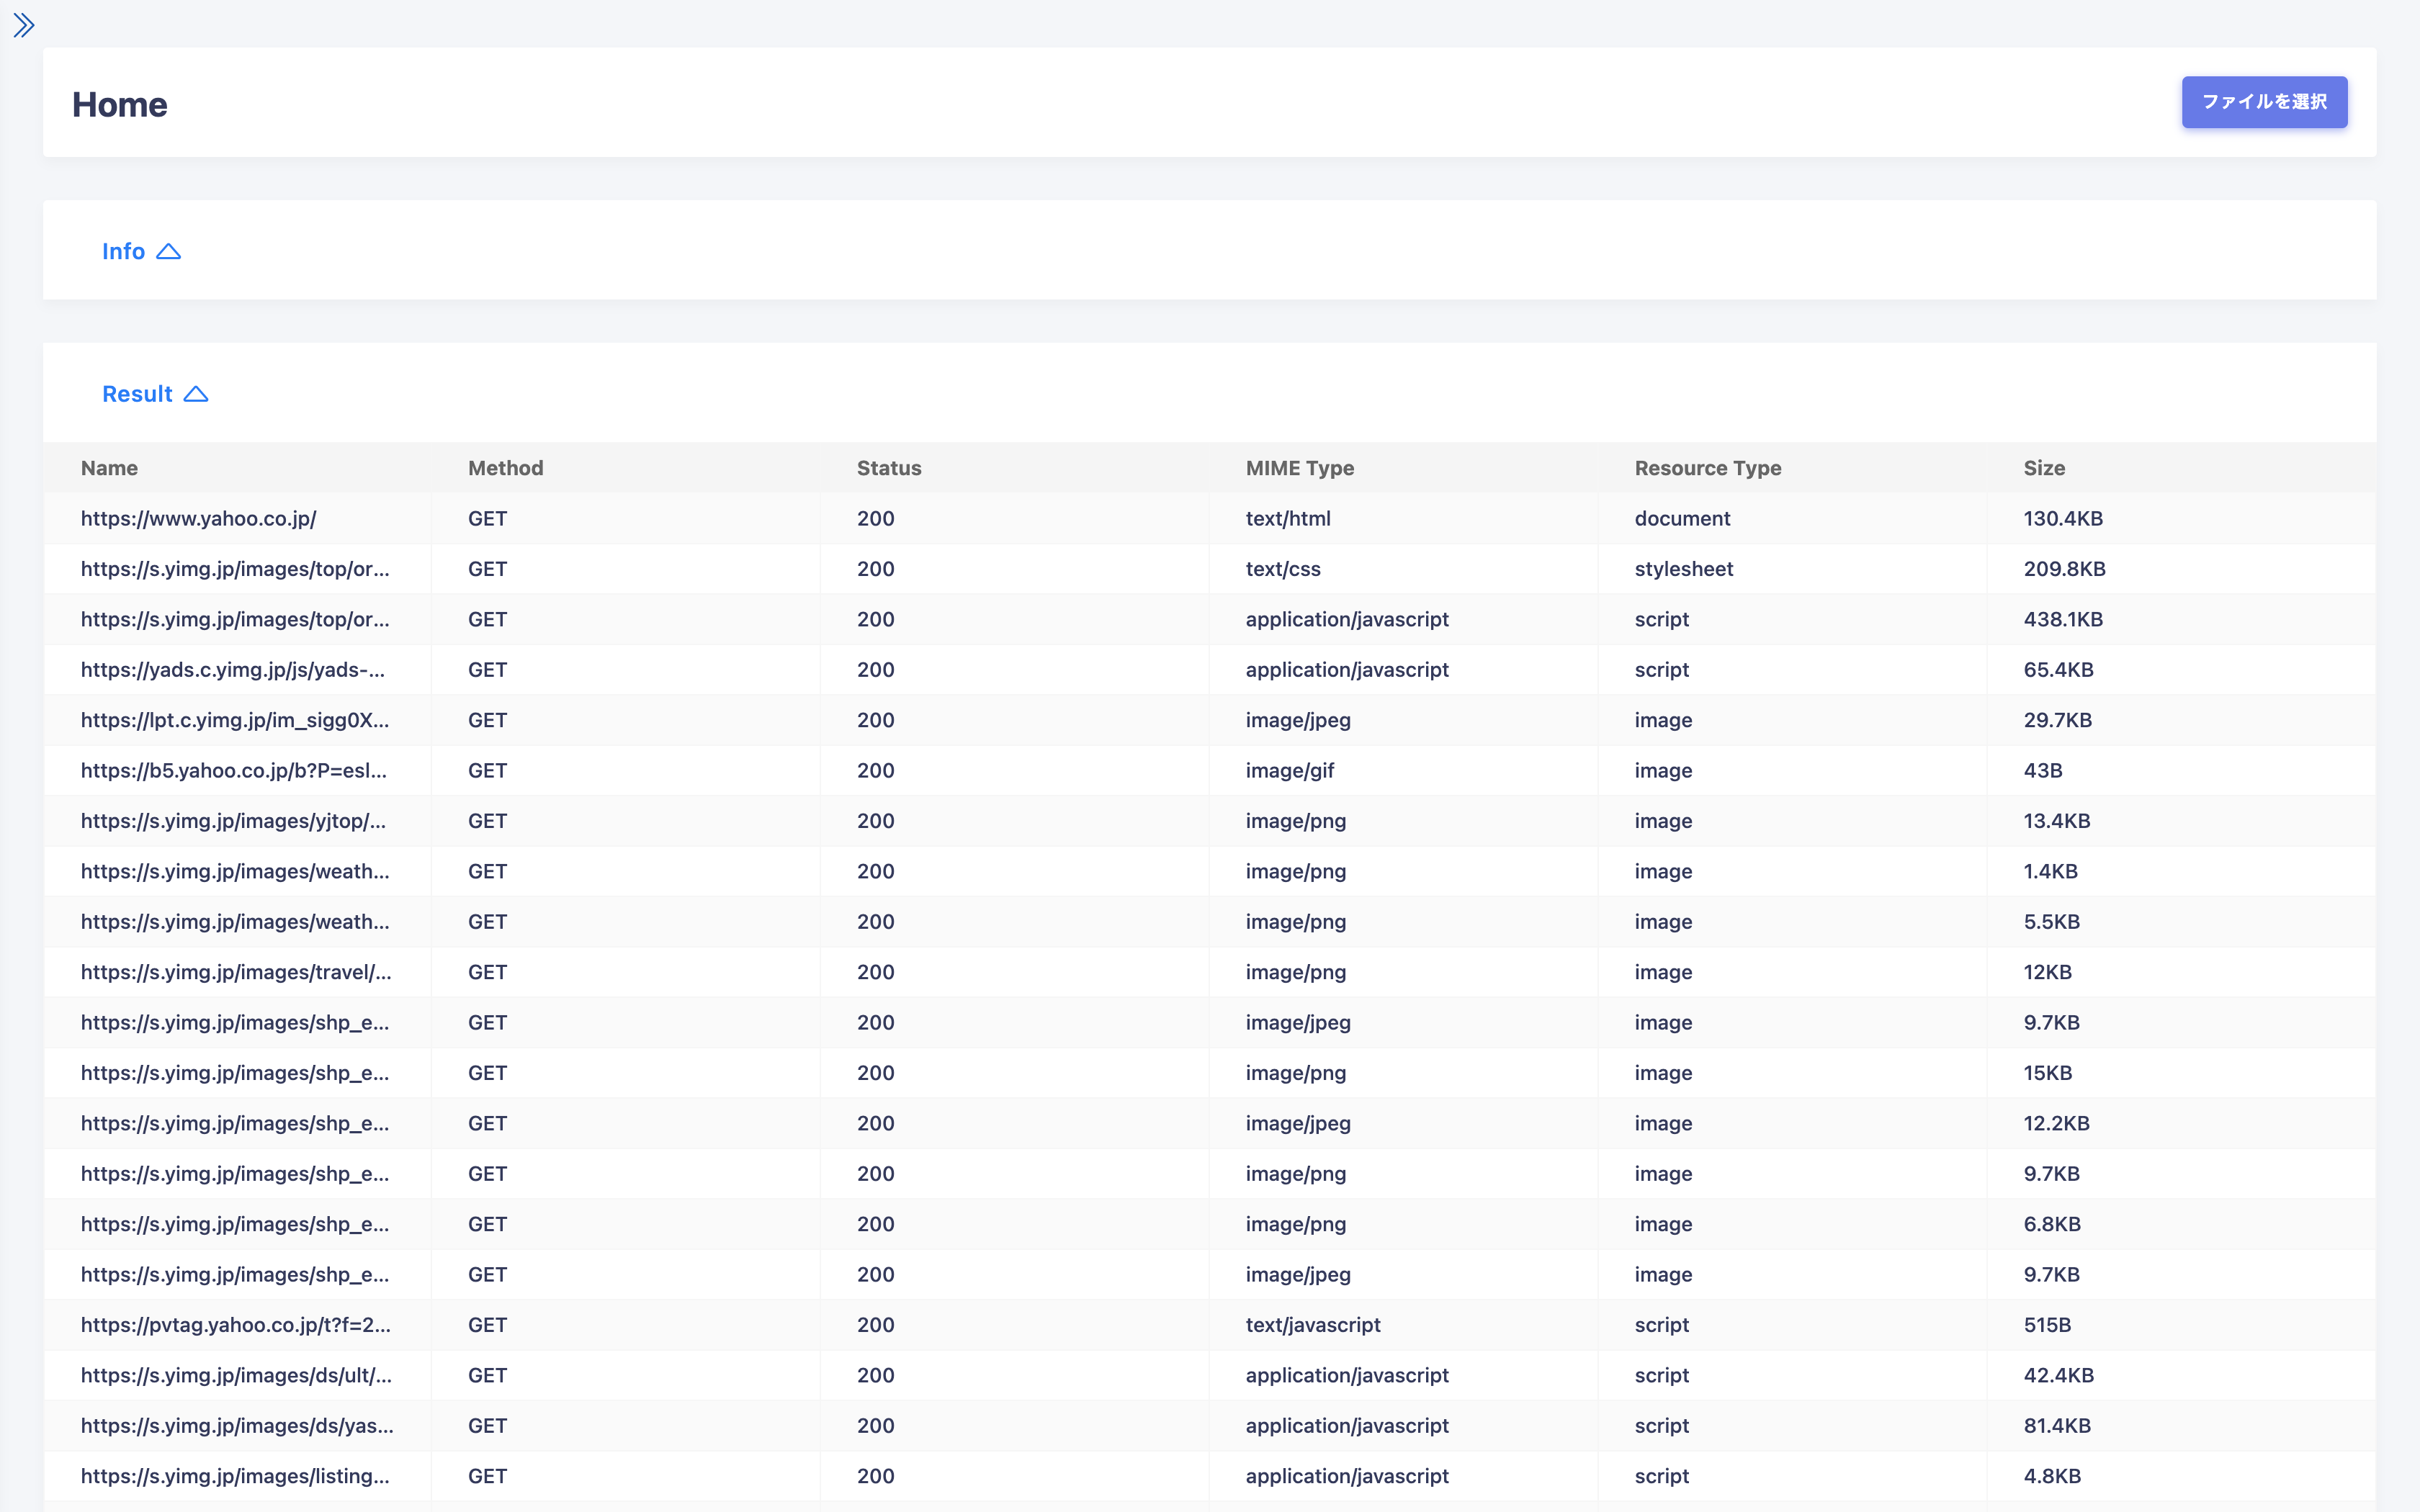 Home
ファイルを選択
Info
Result
Name Method Status MIME Type Resource Type Size
https://www.yahoo.co.jp/ GET 200 text/html document 130.4KB
https://s.yimg.jp/images/top/or... GET 200 text/css stylesheet 209.8KB
https://s.yimg.jp/images/top/or... GET 200 application/javascript script 438.1KB
https://yads.c.yimg.jp/js/yads-... GET 200 application/javascript script 65.4KB
https://lpt.c.yimg.jp/im_sigg0X... GET 200 image/jpeg image 29.7KB
https://b5.yahoo.co.jp/b?P=esl... GET 200 image/gif image 43B
https://s.yimg.jp/images/yjtop/... GET 200 image/png image 13.4KB
https://s.yimg.jp/images/weath... GET 200 image/png image 1.4KB
https://s.yimg.jp/images/weath... GET 200 image/png image 5.5KB
https://s.yimg.jp/images/travel/... GET 200 image/png image 12KB
https://s.yimg.jp/images/shp_e... GET 200 image/jpeg image 9.7KB
https://s.yimg.jp/images/shp_e... GET 200 image/png image 15KB
https://s.yimg.jp/images/shp_e... GET 200 image/jpeg image 12.2KB
https://s.yimg.jp/images/shp_e... GET 200 image/png image 9.7KB
https://s.yimg.jp/images/shp_e... GET 200 image/png image 6.8KB
https://s.yimg.jp/images/shp_e... GET 200 image/jpeg image 9.7KB
https://pvtag.yahoo.co.jp/t?f=2... GET 200 text/javascript script 515B
https://s.yimg.jp/images/ds/ult/... GET 200 application/javascript script 42.4KB
https://s.yimg.jp/images/ds/yas... GET 200 application/javascript script 81.4KB
https://s.yimg.jp/images/listing... GET 200 application/javascript script 4.8KB